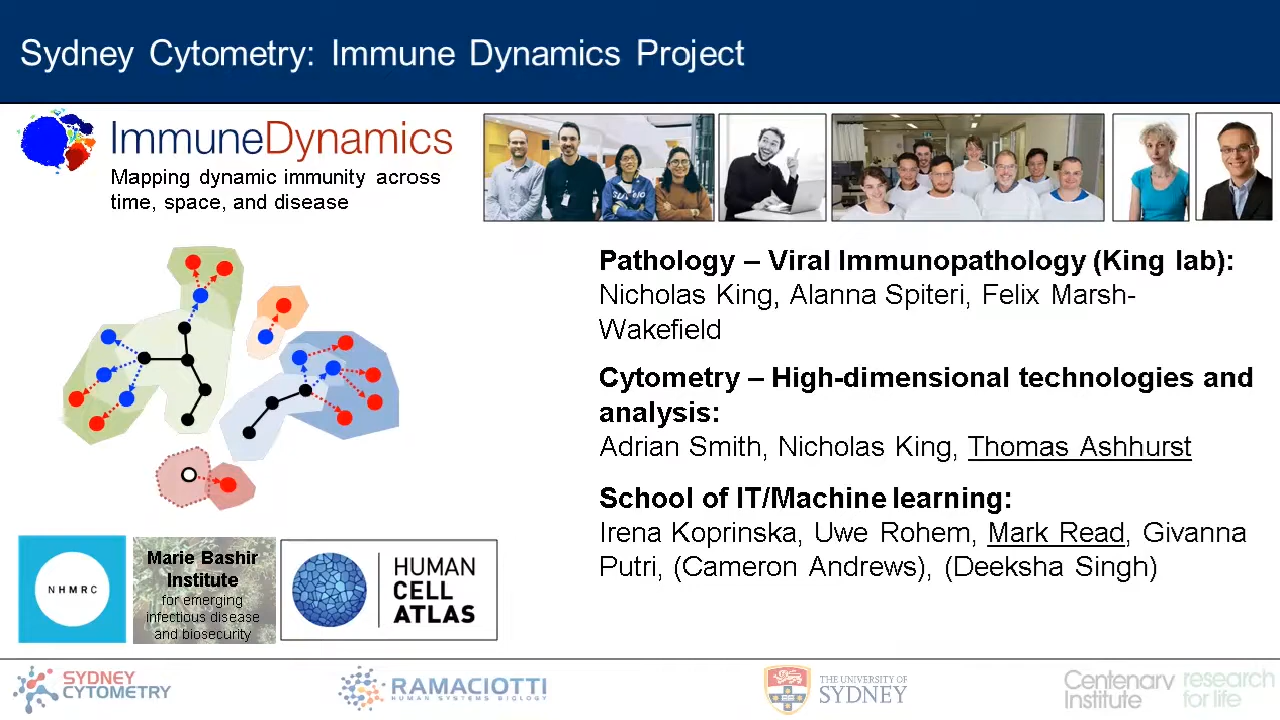 Sydney Cytometry: Immune Dynamics Project
ImmuneDynamics
Mapping dynamic immunity across
time, space, and disease
Pathology – Viral Immunopathology (King lab):
Nicholas King, Alanna Spiteri, Felix Marsh-
Wakefield
Cytometry – High-dimensional technologies and
analysis:
Adrian Smith, Nicholas King, Thomas Ashhurst
School of IT/Machine learning:
Irena Koprinska, Uwe Rohem, Mark Read, Givanna
Putri, (Cameron Andrews), (Deeksha Singh)
NHMRC
Marie Bashir
Institute
for emerging
infectious disease
and biosecurity
HUMAN
CELL
ATLAS
SYDNEY
CYTOMETRY
RAMACIOTTI
HUMAN SYSTEMS BIOLOGY
THE UNIVERSITY OF
SYDNEY
Centenary
Institute
research
for life